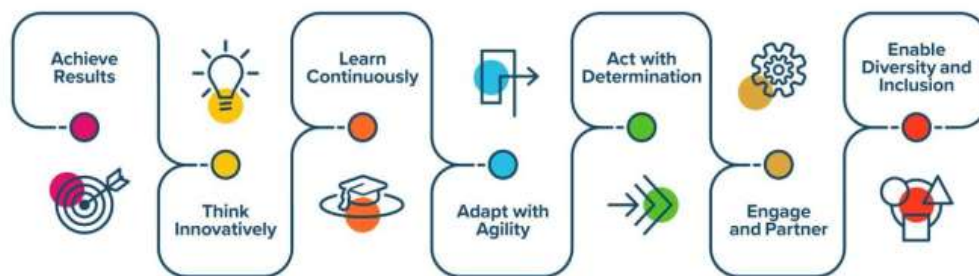 Achieve
Results
Think
Innovatively
Learn
Continuously
Adapt with
Agility
Act with
Determination
Engage
and Partner
Enable
Diversity and
Inclusion